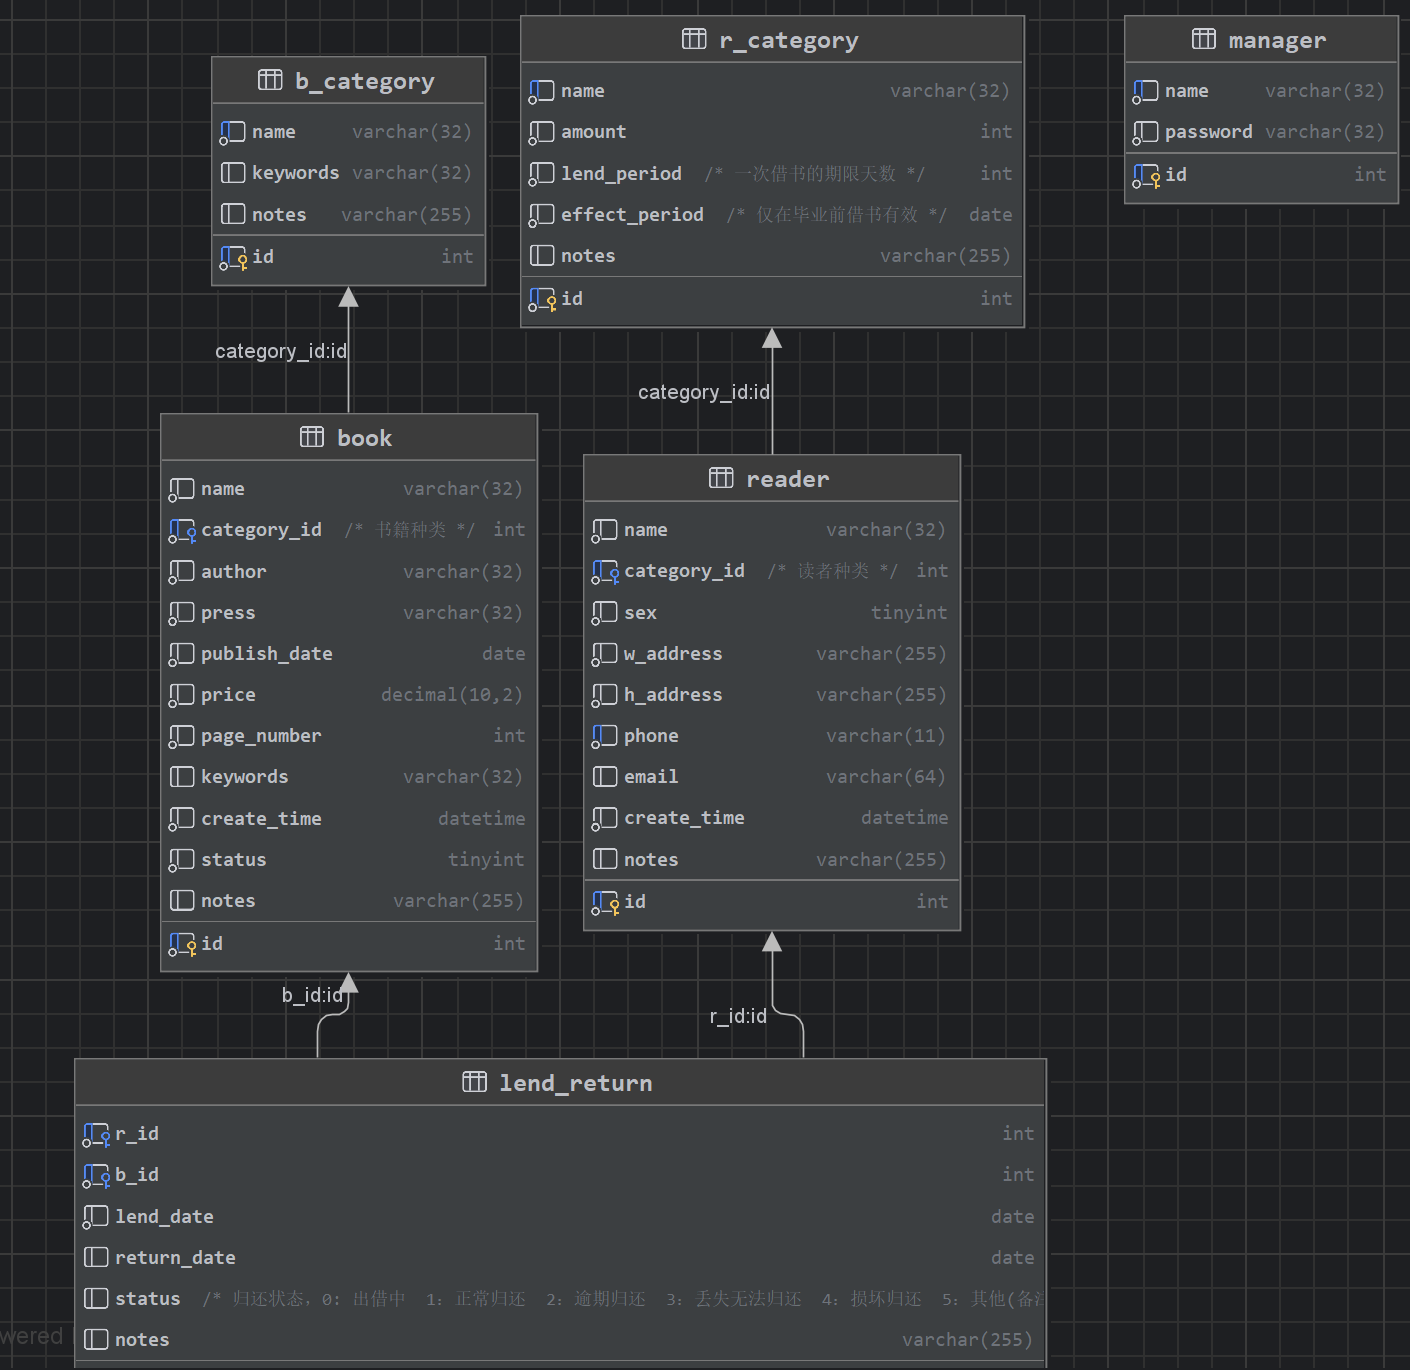 b_category
name varchar(32)
keywords varchar(32)
notes varchar(255)
id int
r_category
name varchar(32)
amount int
lend_period /* 一次借书的期限天数 */ int
effect_period /* 仅在毕业前借书有效 */ date
notes varchar(255)
id int
manager
name varchar(32)
password varchar(32)
id int
category_id:id
category_id:id
book
name varchar(32)
category_id /* 书籍种类 */ int
author varchar(32)
press varchar(32)
publish_date date
price decimal(10,2)
page_number int
keywords varchar(32)
create_time datetime
status tinyint
notes varchar(255)
id int
reader
name varchar(32)
category_id /* 读者种类 */ int
sex tinyint
w_address varchar(255)
h_address varchar(255)
phone varchar(11)
email varchar(64)
create_time datetime
notes varchar(255)
id int
b_id:id
r_id:id
lend_return
r_id int
b_id int
lend_date date
return_date date
status /* 归还状态，0: 出借中 1: 正常归还 2: 逾期归还 3: 丢失无法归还 4: 损坏归还 5: 其他(备注
notes varchar(255)
wered